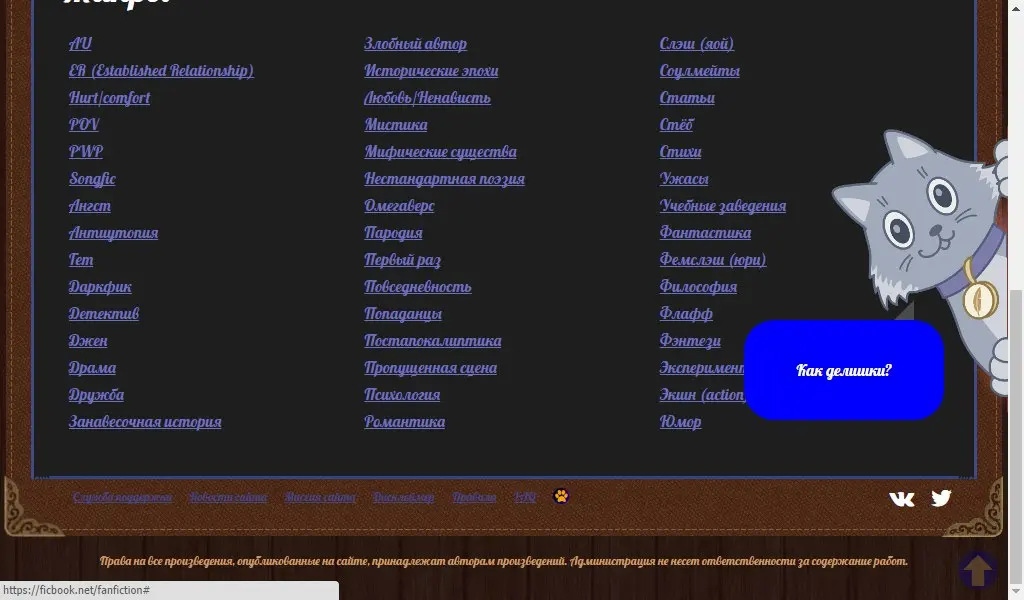 AU
ER (Established Relationship)
Hurt/comfort
POV
PWP
Songfic
Ангст
Антиутопия
Гет
Даркфик
Детектив
Джен
Драма
Дружба
Занавесочная история
Злобный автор
Исторические эпохи
Любовь/Ненависть
Мистика
Мифические существа
Нестандартная поэзия
Омегаверс
Пародия
Первый раз
Повседневность
Попаданцы
Постапокалиптика
Пропущенная сцена
Психология
Романтика
Слэш (яой)
Соулмейты
Статьи
Стёб
Стихи
Ужасы
Учебные заведения
Фантастика
Фемслэш (юри)
Философия
Флафф
Фэнтези
Эксперимент
Экшн (action)
Юмор
Как делишки?
Служба поддержки Новости сайта Миссия сайта Дисклеймер Правила FAQ
Права на все произведения, опубликованные на сайте, принадлежат авторам произведений. Администрация не несет ответственности за содержание работ.
https://ficbook.net/fanfiction#